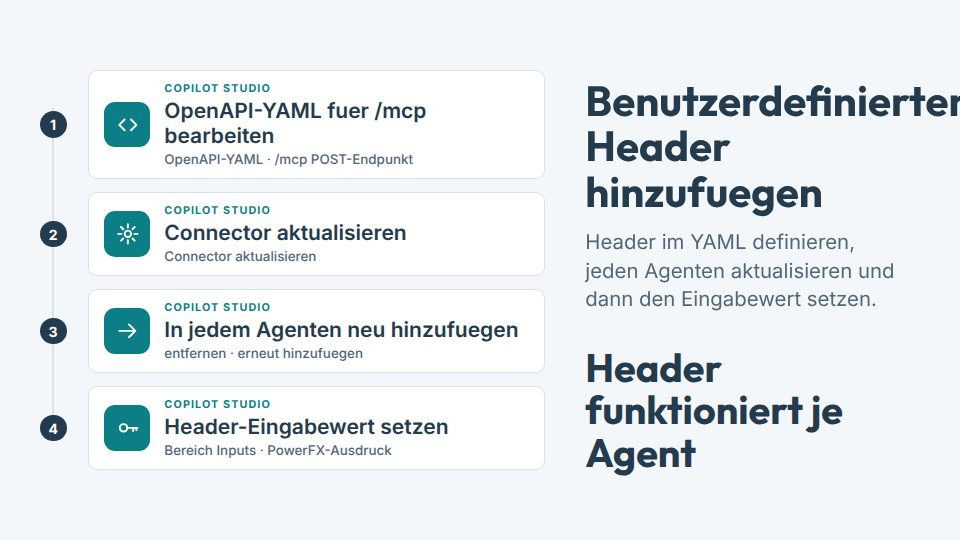 1
COPILOT STUDIO
OpenAPI-YAML fuer /mcp
bearbeiten
OpenAPI-YAML · /mcp POST-Endpunkt
2
COPILOT STUDIO
Connector aktualisieren
Connector aktualisieren
3
COPILOT STUDIO
In jedem Agenten neu hinzufuegen
entfernen · erneut hinzufuegen
4
COPILOT STUDIO
Header-Eingabewert setzen
Bereich Inputs · PowerFX-Ausdruck
Benutzerdefinierter
Header
hinzufuegen
Header im YAML definieren,
jeden Agenten aktualisieren und
dann den Eingabewert setzen.
Header
funktioniert je
Agent